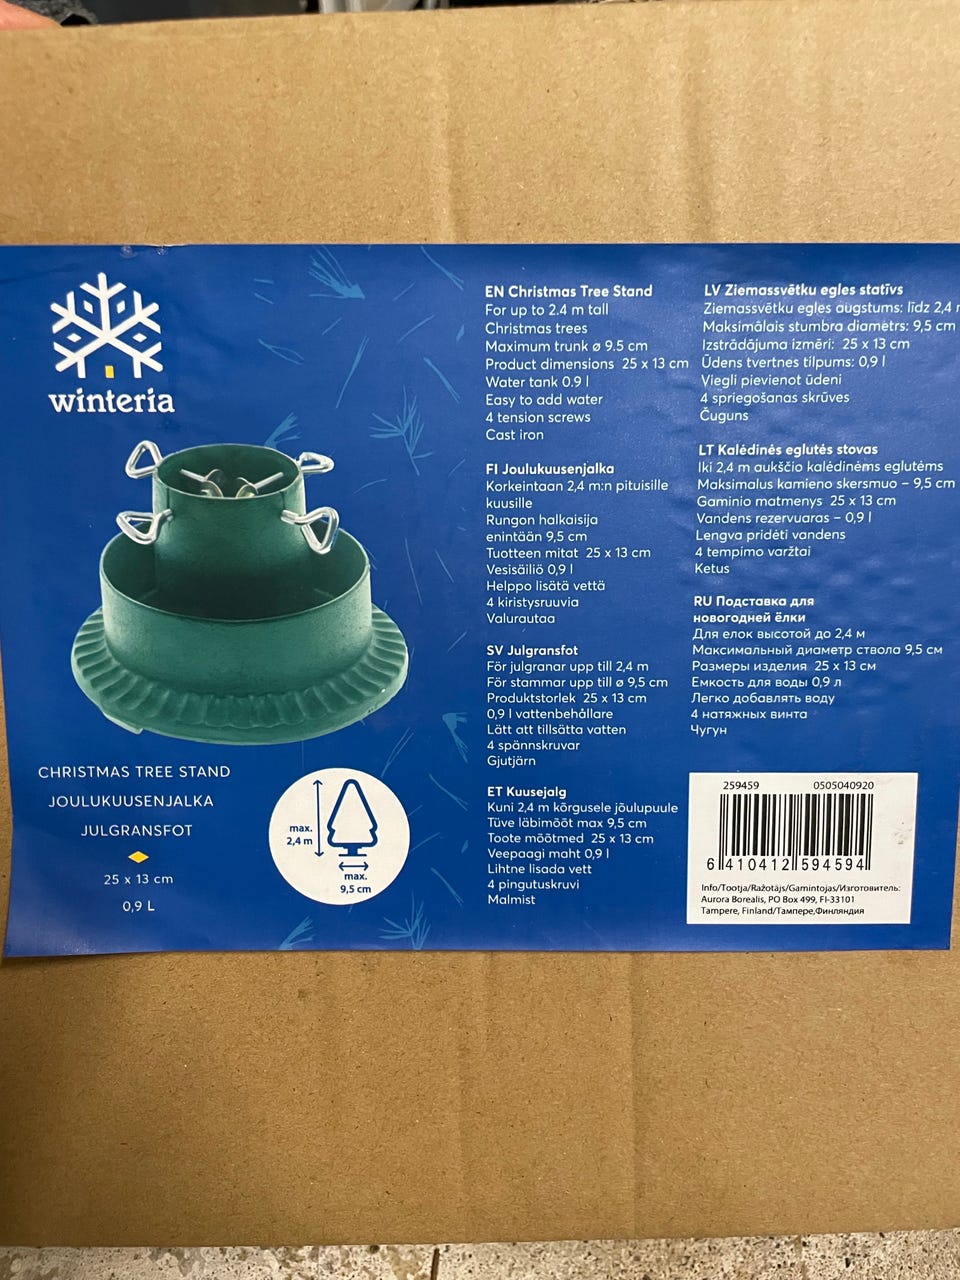 winteria
CHRISTMAS TREE STAND
JOULUKUUSENJALKA
JULGRANSFOT
25 x 13 cm
0,9 L
max.
2,4 m
max.
9,5 cm
EN Christmas Tree Stand
For up to 2.4 m tall
Christmas trees
Maximum trunk ø 9.5 cm
Product dimensions 25 x 13 cm
Water tank 0.9 l
Easy to add water
4 tension screws
Cast iron
FI Joulukuusenjalka
Korkeintaan 2,4 m:n pituisille
kuusille
Rungon halkaisija
enintään 9,5 cm
Tuotteen mitat 25 x 13 cm
Vesisäiliö 0,9 l
Helppo lisätä vettä
4 kiristysruuvia
Valurautaa
SV Julgransfot
För julgranar upp till 2,4 m
För stammar upp till ø 9,5 cm
Produktstorlek 25 x 13 cm
0,9 l vattenbehållare
Lätt att tillsätta vatten
4 spännskruvar
Gjutjärn
ET Kuusejalg
Kuni 2,4 m kõrgusele jõulupuule
Tüve läbimõõt max 9,5 cm
Toote mõõtmed 25 x 13 cm
Veepaagi maht 0,9 l
Lihtne lisada vett
4 pingutuskruvi
Malmist
LV Ziemassvētku egles statīvs
Ziemassvētku egles augstums: līdz 2,4 m
Maksimālais stumbra diametrs: 9,5 cm
Izstrādājuma izmēri: 25 x 13 cm
Ūdens tvertnes tilpums: 0,9 l
Viegli pievienot ūdeni
4 spriegošanas skrūves
Čuguns
LT Kalėdinės eglutės stovas
Iki 2,4 m aukščio kalėdinėms eglutėms
Maksimalus kamieno skersmuo – 9,5 cm
Gaminio matmenys 25 x 13 cm
Vandens rezervuaras – 0,9 l
Lengva pridėti vandens
4 tempimo varžtai
Ketus
RU Подставка для
новогодней ёлки
Для елок высотой до 2,4 м
Максимальный диаметр ствола 9,5 см
Размеры изделия 25 x 13 см
Емкость для воды 0,9 л
Легко добавлять воду
4 натяжных винта
Чугун
259459 0505040920
6 410412 594594
Info/Tootja/Ražotājs/Gamintojas/Изготовитель:
Aurora Borealis, PO Box 499, FI-33101
Tampere, Finland/Тампере,Финляндия